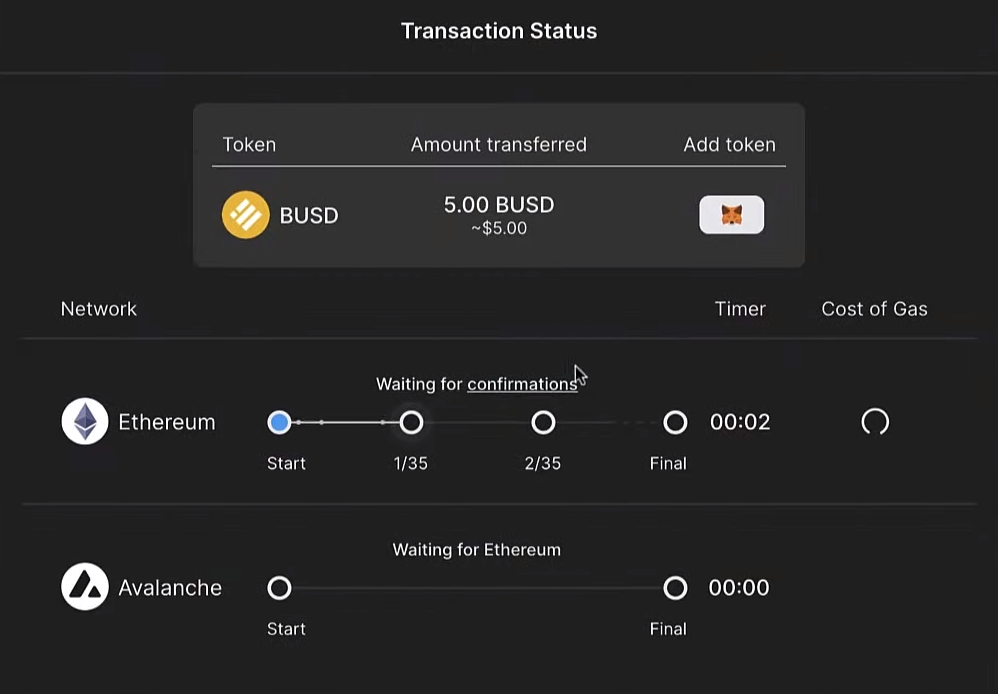 Transaction Status
Token Amount transferred Add token
BUSD 5.00 BUSD
~$5.00
Network Timer Cost of Gas
Waiting for confirmations
Ethereum 00:02
Start 1/35 2/35 Final
Waiting for Ethereum
Avalanche 00:00
Start Final